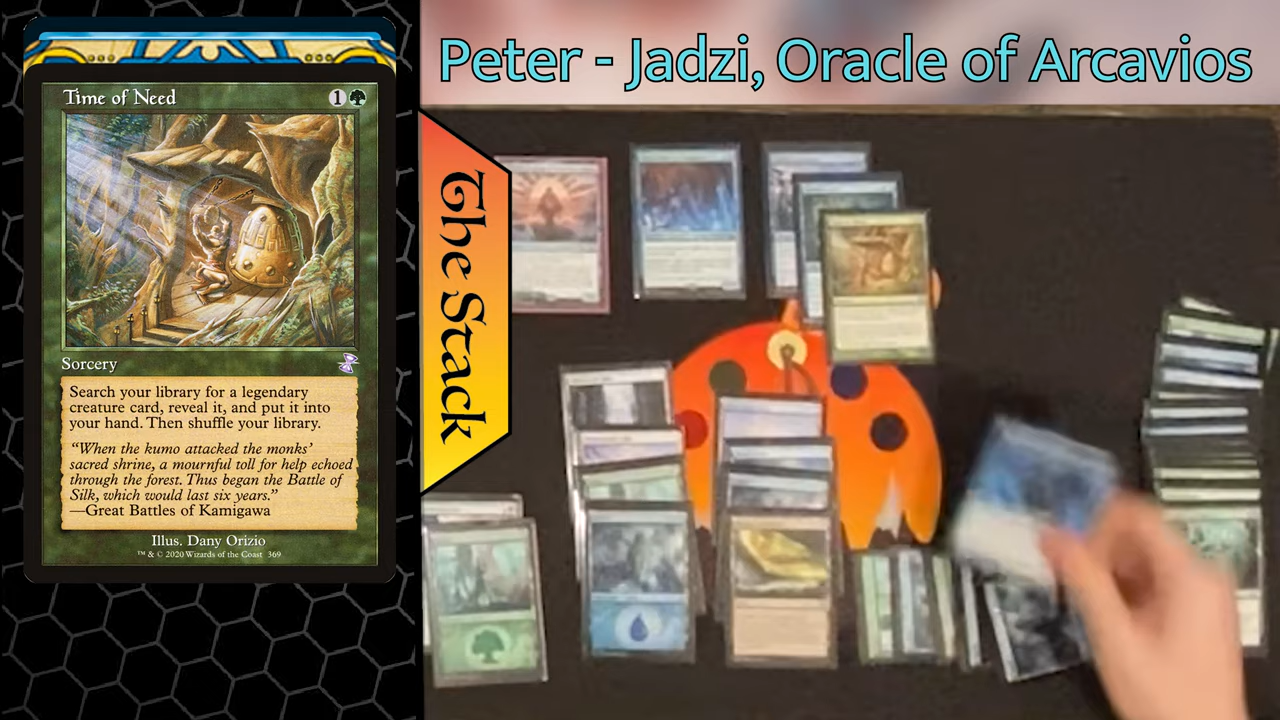 Peter - Jadzi, Oracle of Arcavios
Time of Need 1
The Stack
Sorcery
Search your library for a legendary
creature card, reveal it, and put it into
your hand. Then shuffle your library.
“When the kumo attacked the monks’
sacred shrine, a mournful toll for help echoed
through the forest. Thus began the Battle of
Silk, which would last six years.”
—Great Battles of Kamigawa
Illus. Dany Orizio
™ & © 2020 Wizards of the Coast 369